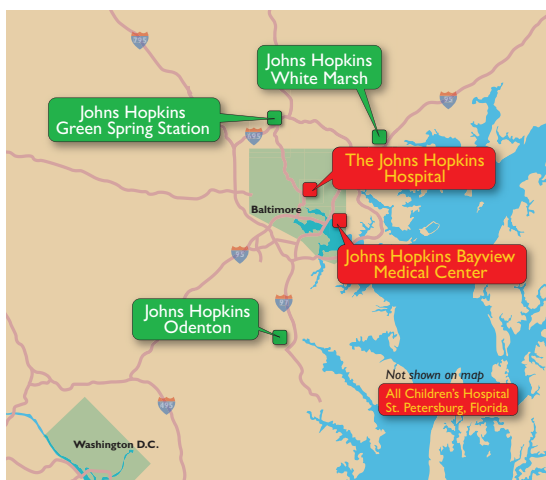 Johns Hopkins
White Marsh
Johns Hopkins
Green Spring Station
The Johns Hopkins
Hospital
Baltimore
Johns Hopkins Bayview
Medical Center
Johns Hopkins
Odenton
97
Not shown on map
All Children's Hospital
St. Petersburg, Florida
Washington D.C.